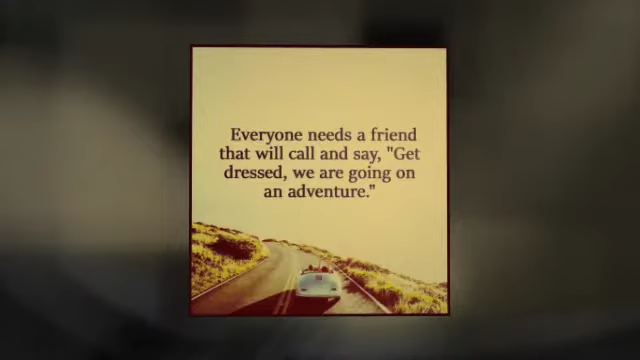 Everyone needs a friend
that will call and say, "Get
dressed, we are going on
an adventure."